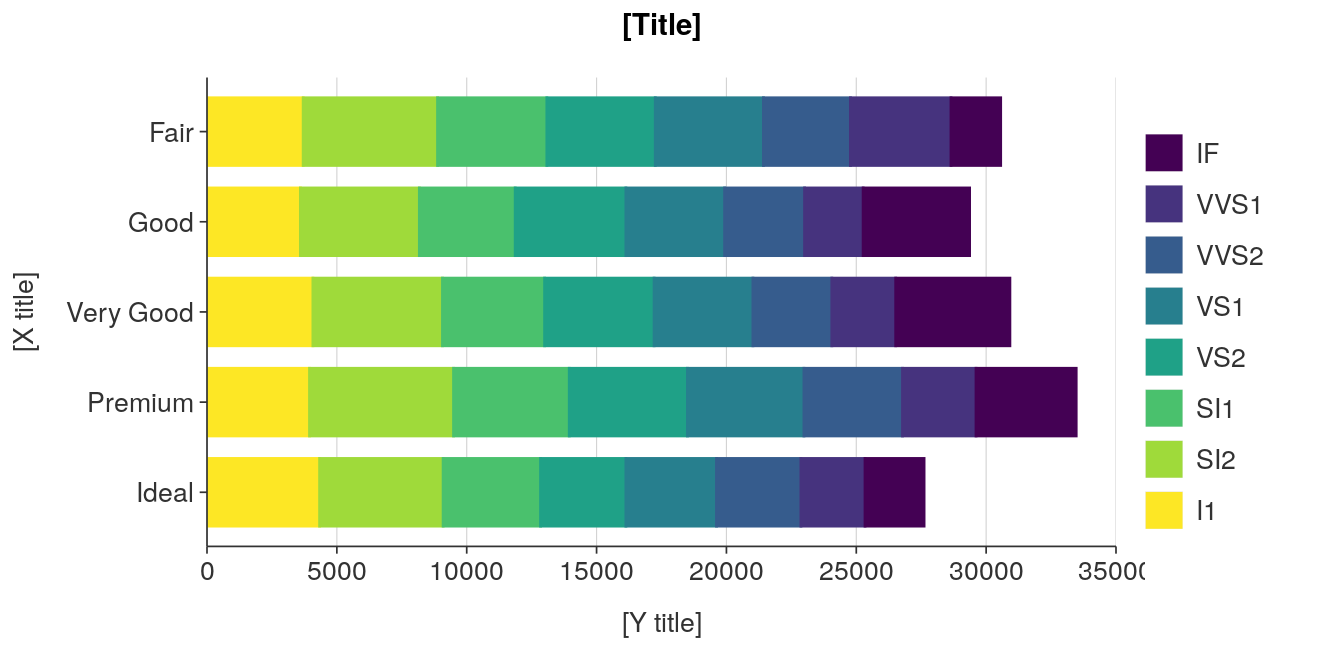 [Title]
Fair
Good
Very Good
Premium
Ideal
[X title]
0 5000 10000 15000 20000 25000 30000 3500
[Y title]
IF
VVS1
VVS2
VS1
VS2
SI1
SI2
I1